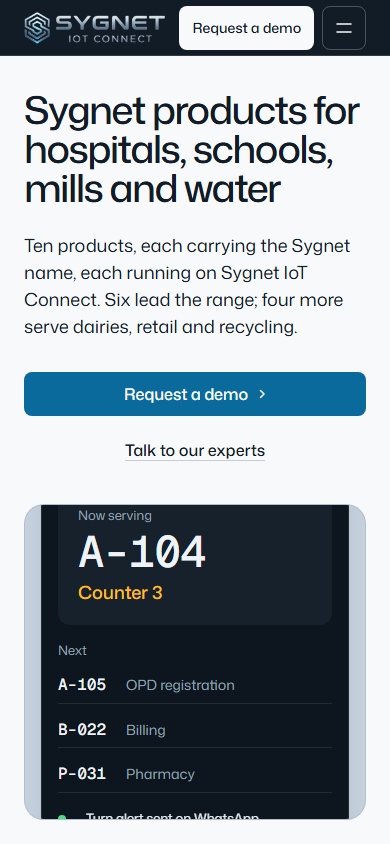 SYGNET
IOT CONNECT
Request a demo
Sygnet products for
hospitals, schools,
mills and water
Ten products, each carrying the Sygnet
name, each running on Sygnet IoT
Connect. Six lead the range; four more
serve dairies, retail and recycling.
Request a demo
Talk to our experts
Now serving
A-104
Counter 3
Next
A-105 OPD registration
B-022 Billing
P-031 Pharmacy
Turn alert sent on WhatsApp